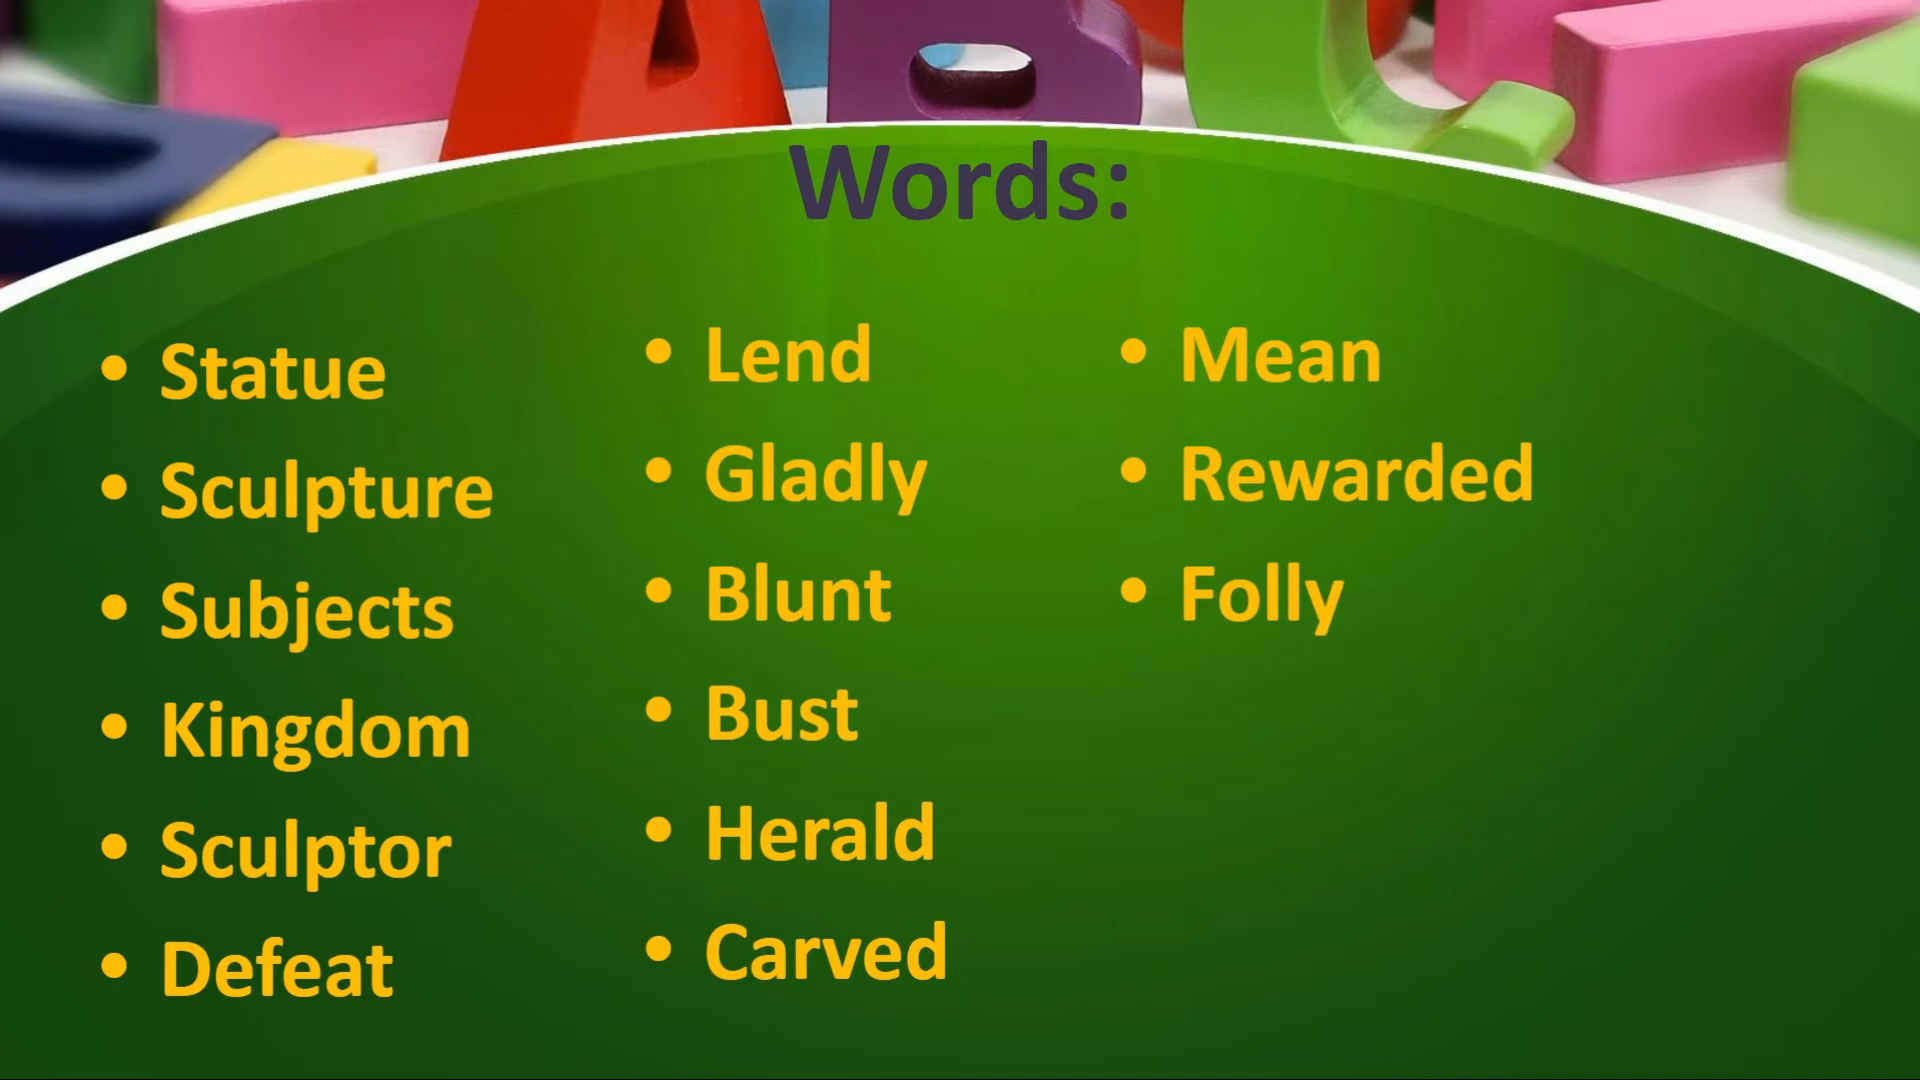 Words:
• Statue
• Sculpture
• Subjects
• Kingdom
• Sculptor
• Defeat
• Lend
• Gladly
• Blunt
• Bust
• Herald
• Carved
• Mean
• Rewarded
• Folly